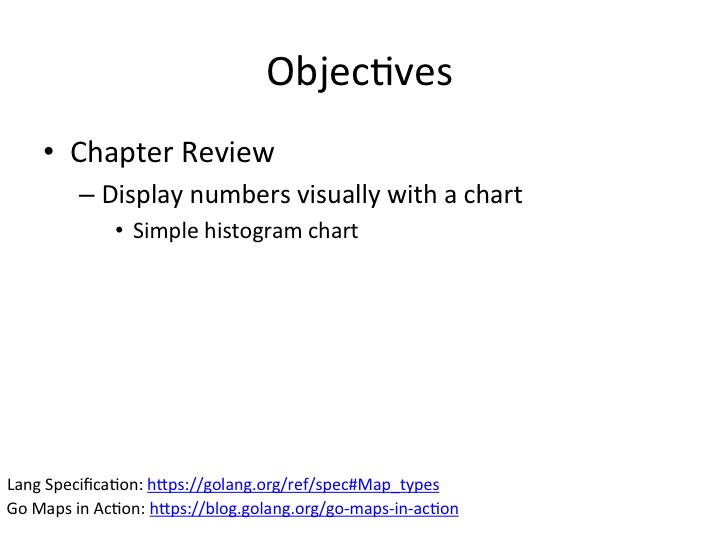 Objectives
• Chapter Review
– Display numbers visually with a chart
• Simple histogram chart
Lang Specification: https://golang.org/ref/spec#Map_types
Go Maps in Action: https://blog.golang.org/go-maps-in-action